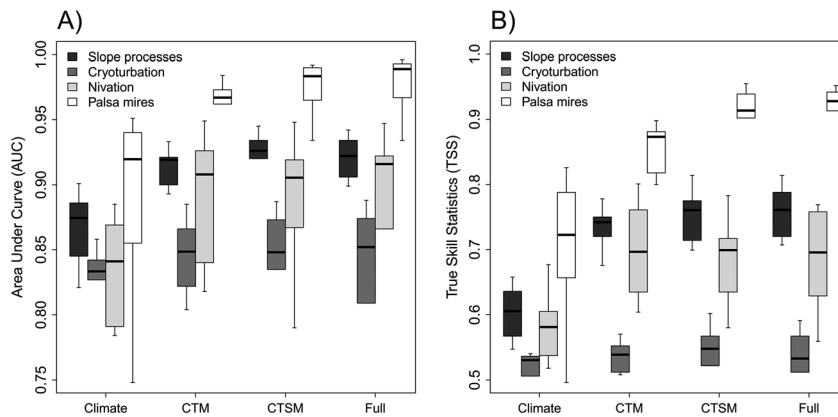 A)
Area Under Curve (AUC)
1.00
0.95
0.90
0.85
0.80
0.75
Slope processes
Cryoturbation
Nivation
Palsa mires
Climate CTM CTSM Full
B)
True Skill Statistics (TSS)
1.0
0.9
0.8
0.7
0.6
0.5
Slope processes
Cryoturbation
Nivation
Palsa mires
Climate CTM CTSM Full